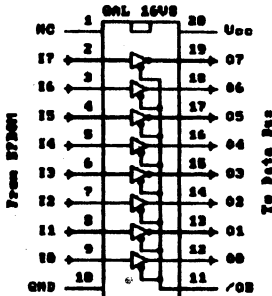 GAL 16V8
NC 1 20 Vcc
I7 2 19 O7
I6 3 18 O6
I5 4 17 O5
I4 5 16 O4
I3 6 15 O3
I2 7 14 O2
I1 8 13 O1
I0 9 12 O0
GND 10 11 /OE
From EPROM
To Data Bus